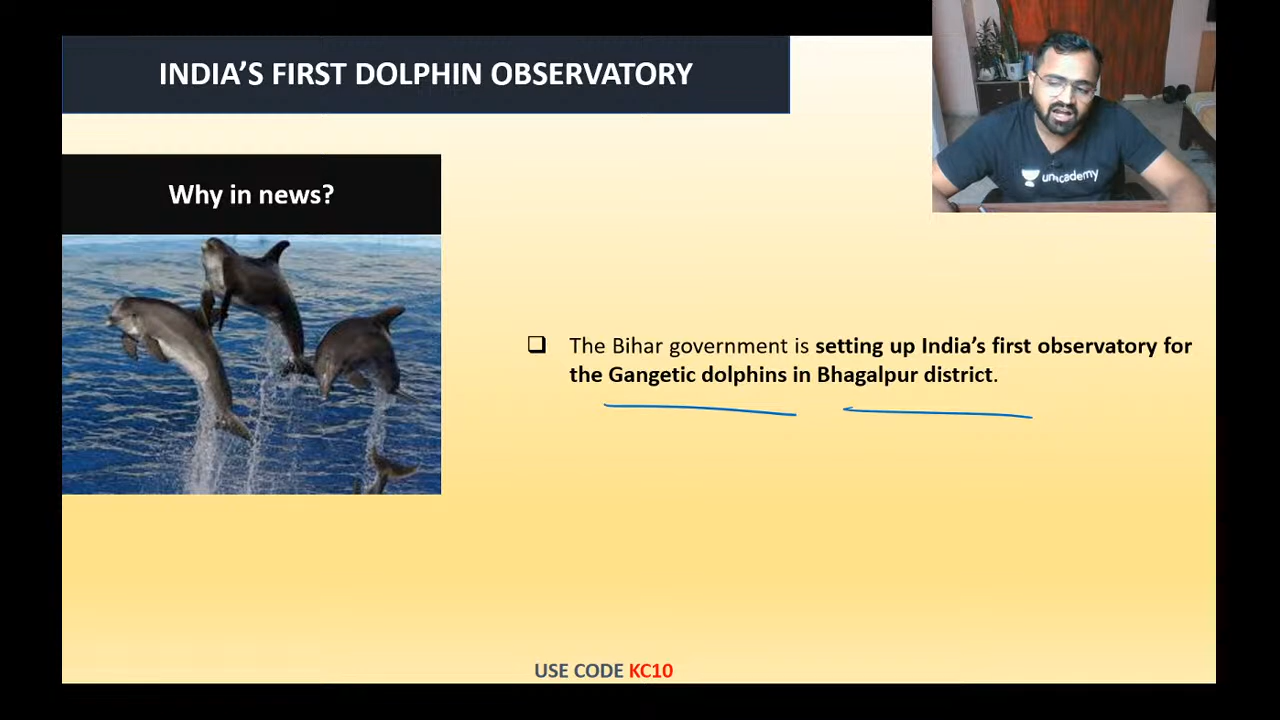 INDIA'S FIRST DOLPHIN OBSERVATORY
Why in news?
unacademy
❑ The Bihar government is setting up India's first observatory for
the Gangetic dolphins in Bhagalpur district.
USE CODE KC10